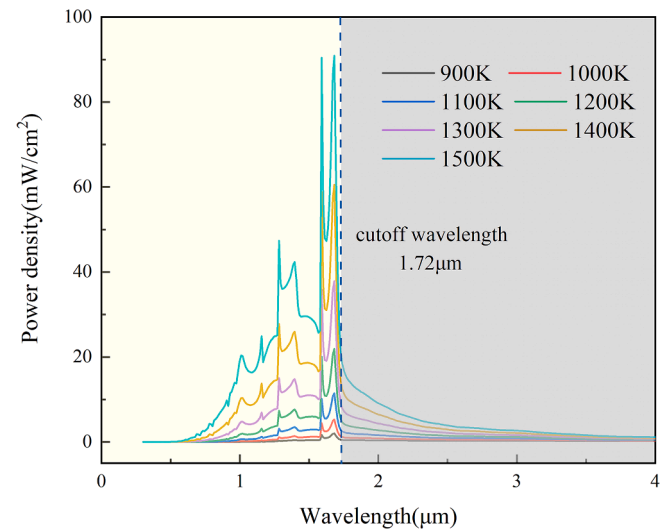 100
80
60
40
20
0
Power density(mW/cm²)
900K 1000K
1100K 1200K
1300K 1400K
1500K
cutoff wavelength
1.72μm
0 1 2 3 4
Wavelength(μm)